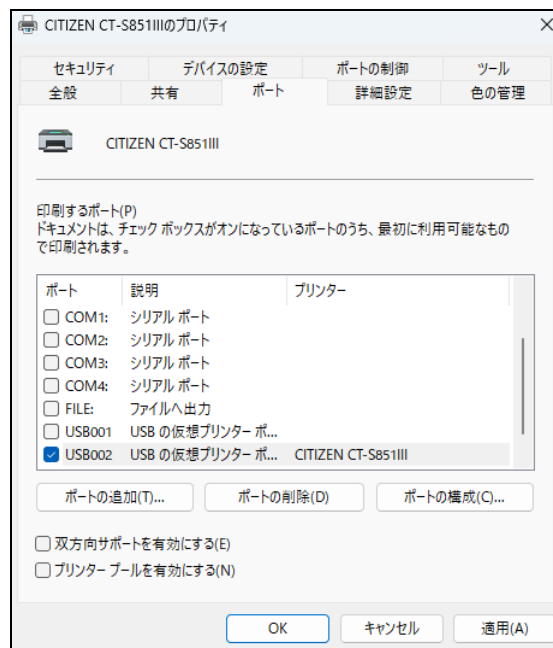 CITIZEN CT-S851IIIのプロパティ
セキュリティ デバイスの設定 ポートの制御 ツール
全般 共有 ポート 詳細設定 色の管理
CITIZEN CT-S851III
印刷するポート(P)
ドキュメントは、チェック ボックスがオンになっているポートのうち、最初に利用可能なもの
で印刷されます。
ポート 説明 プリンター
COM1: シリアル ポート
COM2: シリアル ポート
COM3: シリアル ポート
COM4: シリアル ポート
FILE: ファイルへ出力
USB001 USB の仮想プリンター ポ...
USB002 USB の仮想プリンター ポ... CITIZEN CT-S851III
ポートの追加(T)... ポートの削除(D) ポートの構成(C)...
双方向サポートを有効にする(E)
プリンター プールを有効にする(N)
OK キャンセル 適用(A)